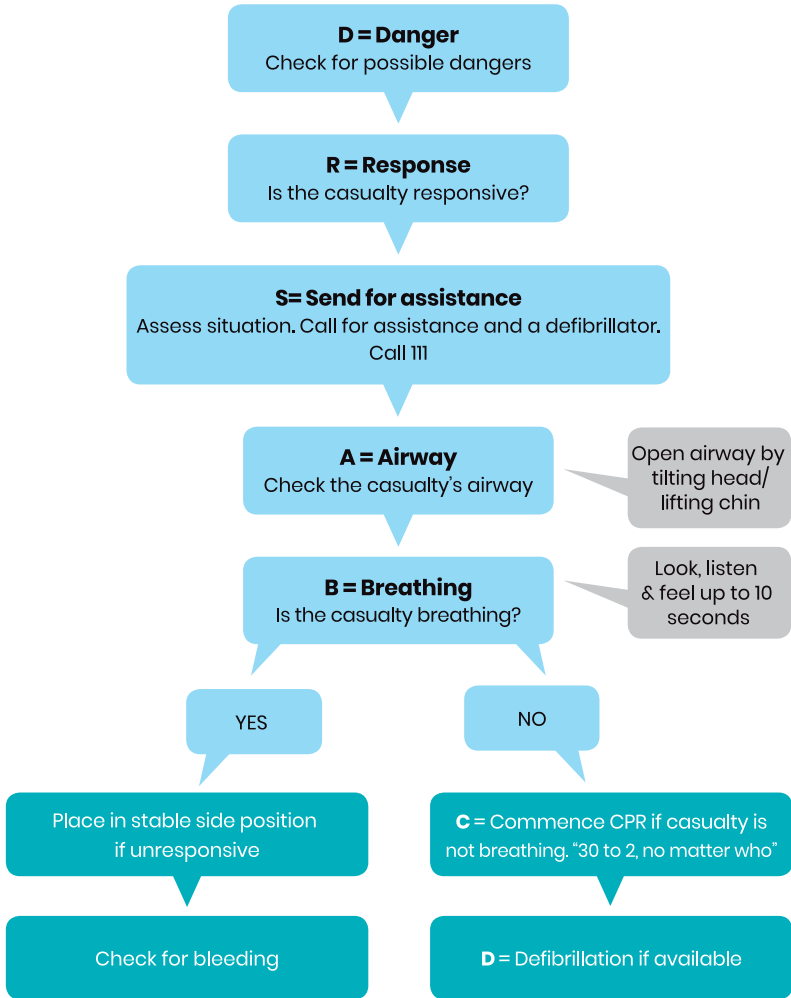 D = Danger
Check for possible dangers
R = Response
Is the casualty responsive?
S= Send for assistance
Assess situation. Call for assistance and a defibrillator.
Call 111
A = Airway
Check the casualty's airway
Open airway by
tilting head/
lifting chin
B = Breathing
Is the casualty breathing?
Look, listen
& feel up to 10
seconds
YES
NO
Place in stable side position
if unresponsive
C = Commence CPR if casualty is
not breathing. “30 to 2, no matter who”
Check for bleeding
D = Defibrillation if available